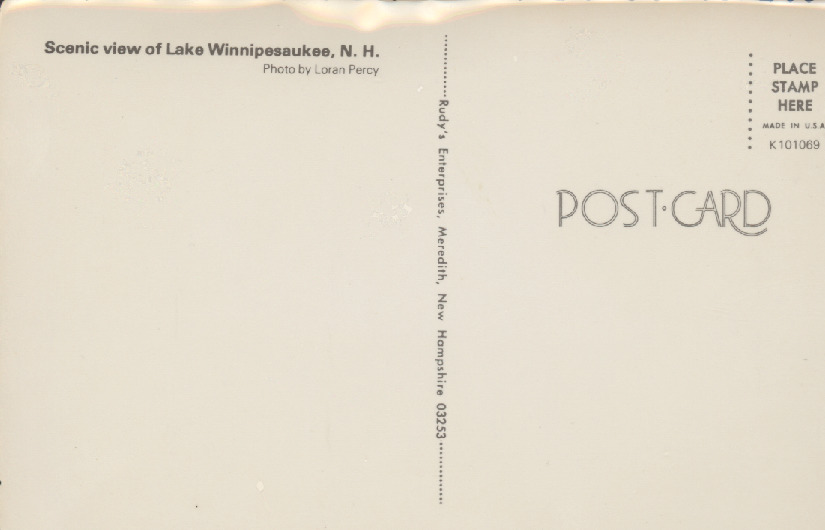 Scenic view of Lake Winnipesaukee, N. H.
Photo by Loran Percy
Rudy's Enterprises, Meredith, New Hampshire 03253
PLACE
STAMP
HERE
MADE IN U.S.A
K101069
POST·CARD